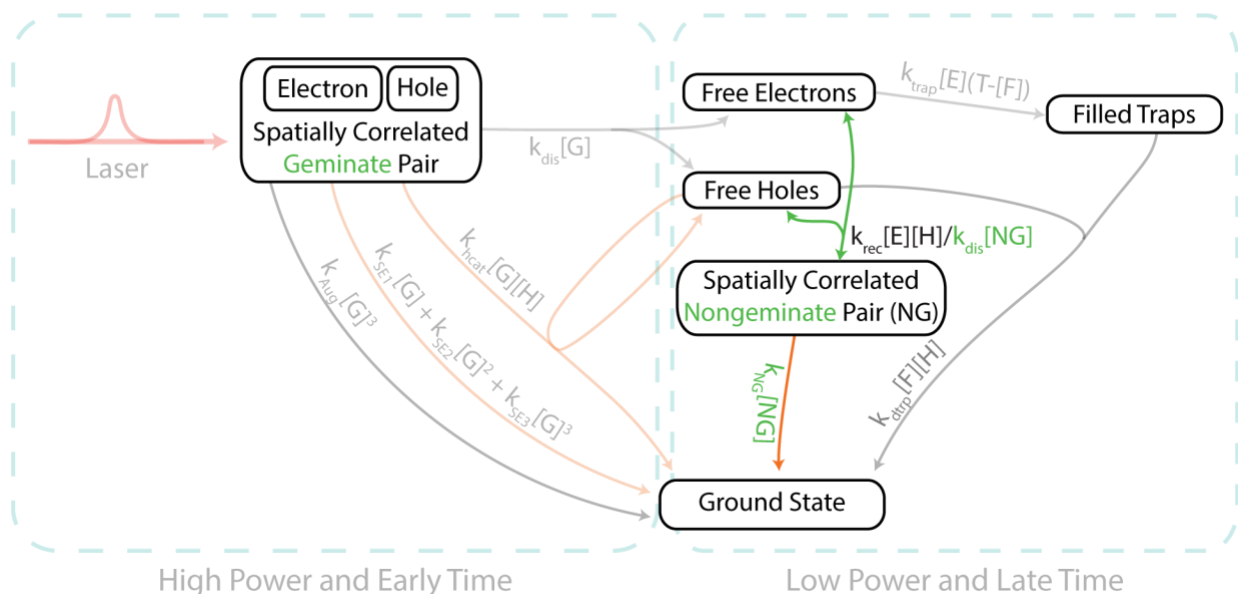 Laser
Electron
Hole
Spatially Correlated
Geminate Pair
k_dis[G]
Free Electrons
k_trap[E](T-[F])
Filled Traps
Free Holes
k_rec[E][H]/k_dis[NG]
Spatially Correlated
Nongeminate Pair (NG)
k_hcat[G][H]
k_SE1[G] + k_SE2[G]² + k_SE3[G]³
k_Aug[G]³
k_NG[NG]
k_dtrp[F][H]
Ground State
High Power and Early Time
Low Power and Late Time